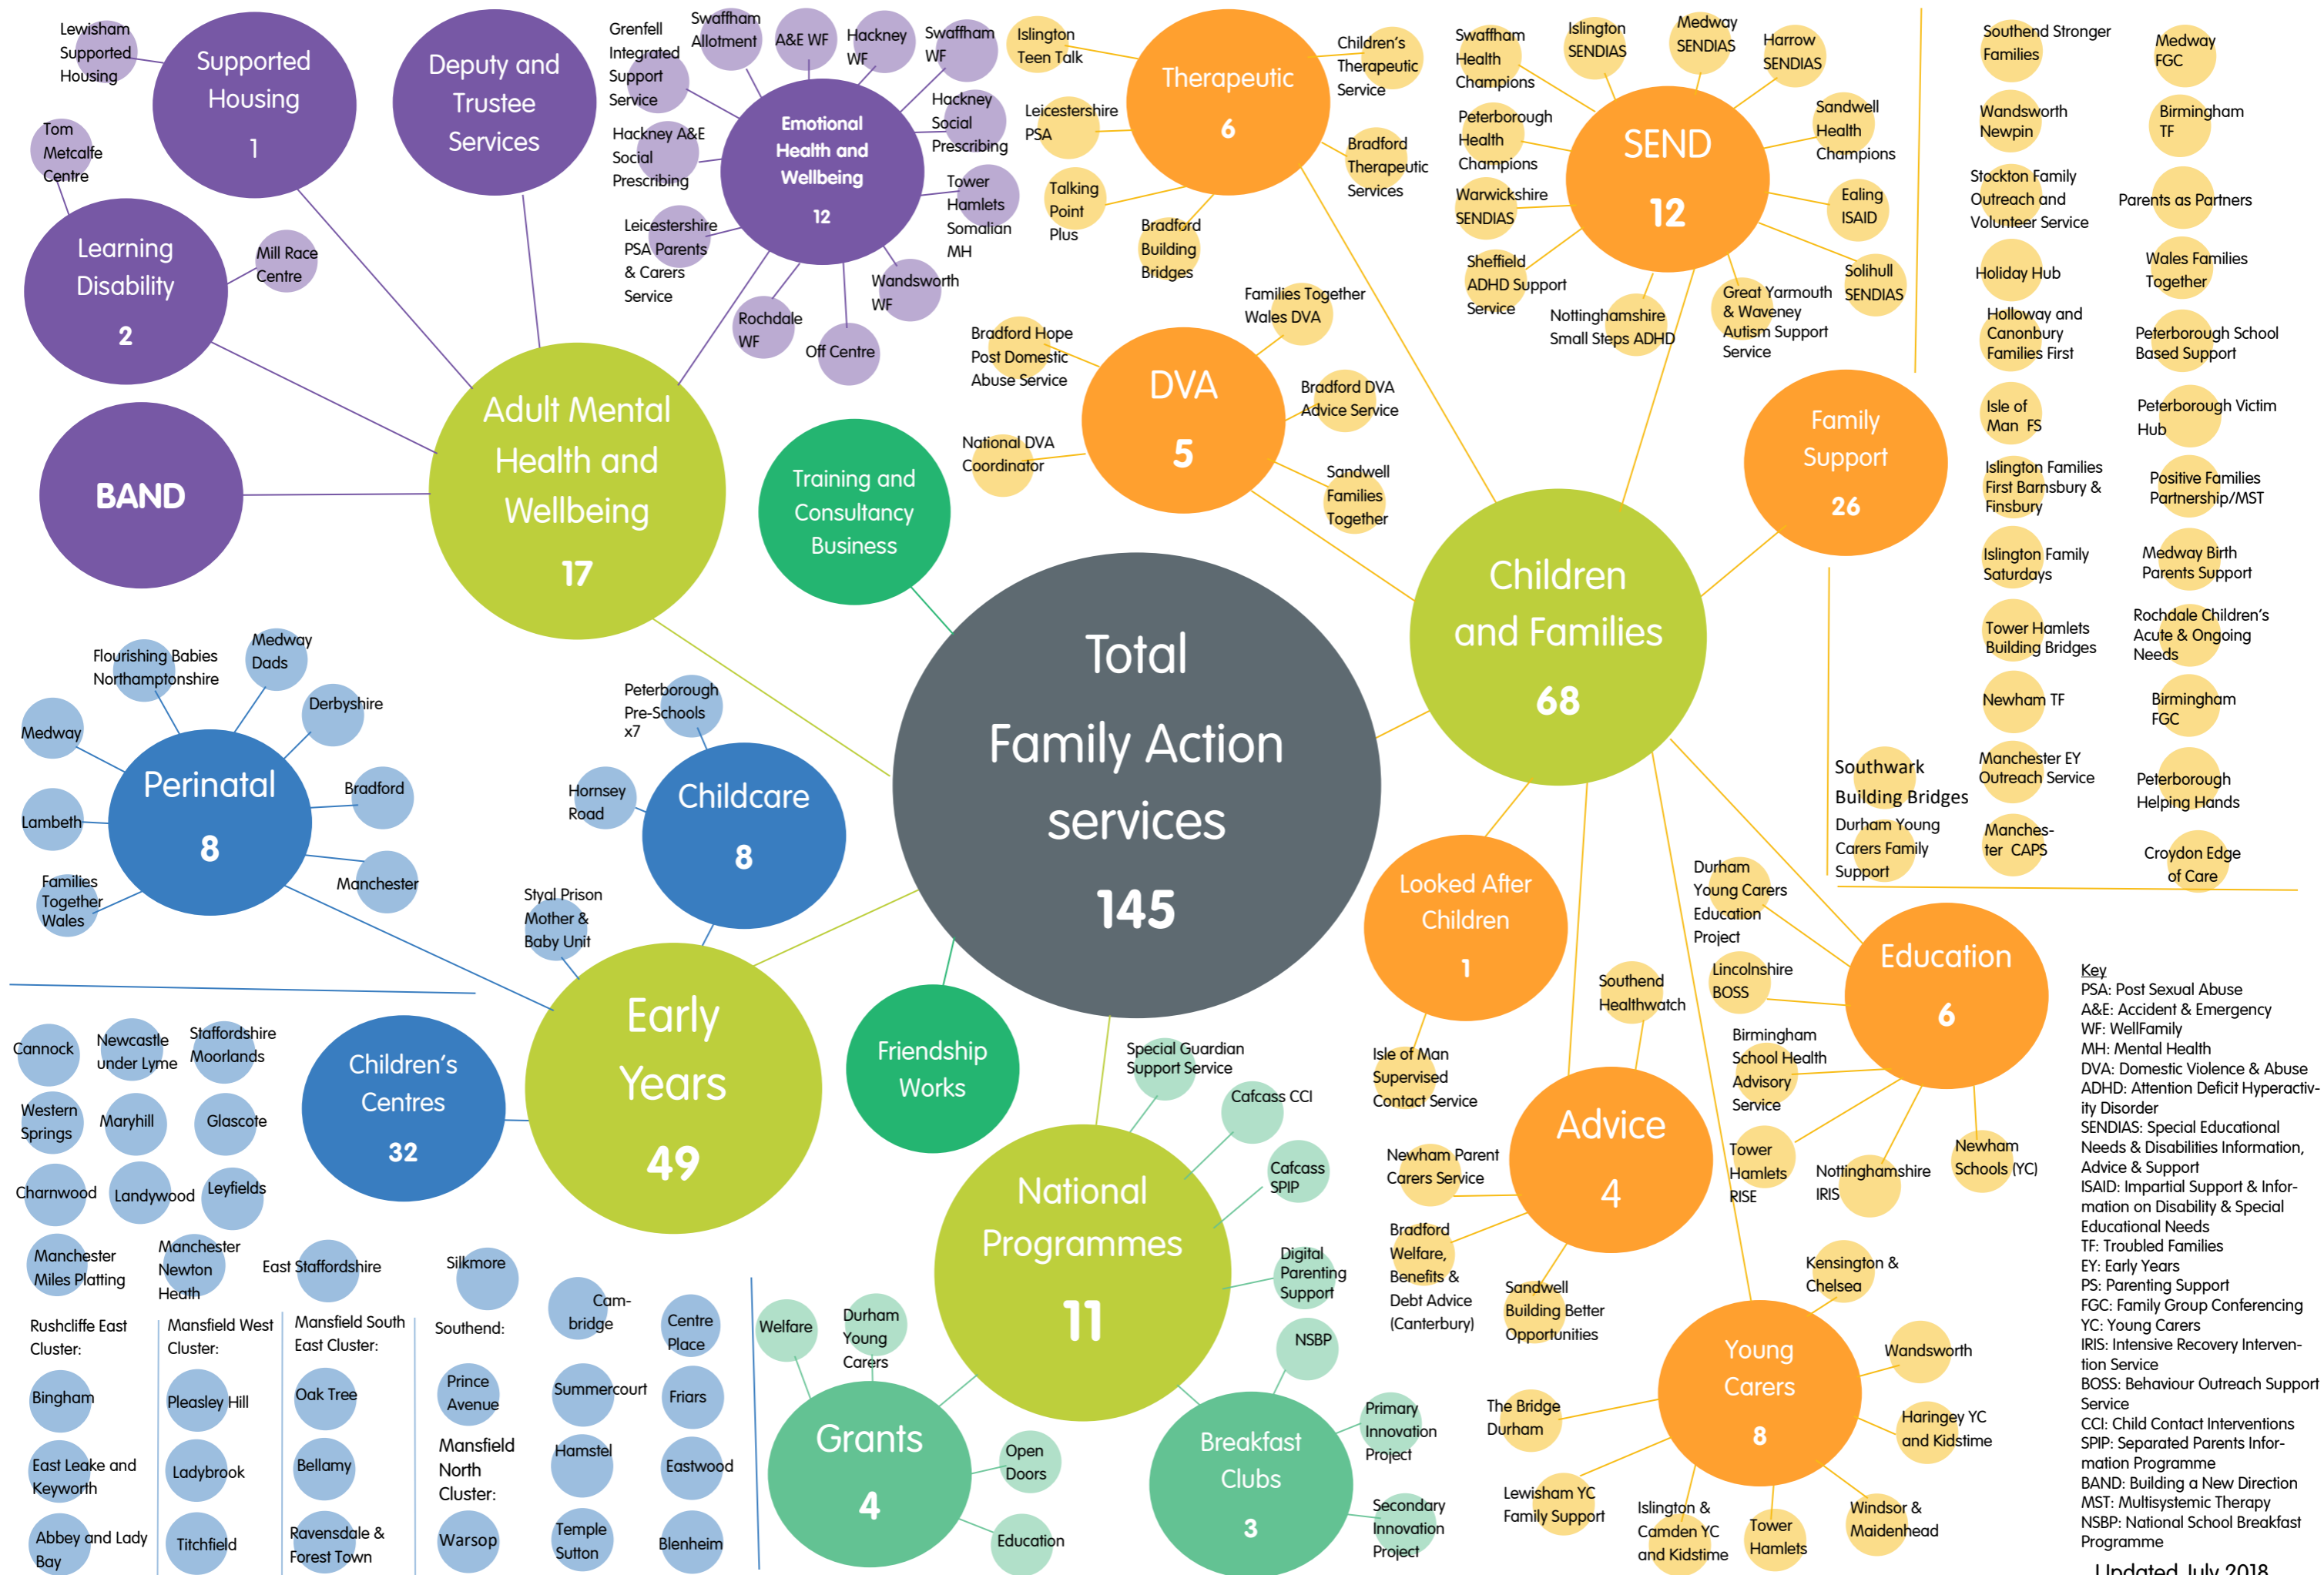 Lewisham
Supported
Housing
Supported
Housing
1
Deputy and
Trustee
Services
Tom
Metcalfe
Centre
Learning
Disability
2
Mill Race
Centre
BAND
Grenfell
Integrated
Support
Service
Swaffham
Allotment
A&E WF
Hackney
WF
Swaffham
WF
Hackney
Social
Prescribing
Hackney A&E
Social
Prescribing
Emotional
Health and
Wellbeing
12
Tower
Hamlets
Somalian
MH
Leicestershire
PSA Parents
& Carers
Service
Rochdale
WF
Off Centre
Wandsworth
WF
Adult Mental
Health and
Wellbeing
17
Training and
Consultancy
Business
Islington
Teen Talk
Leicestershire
PSA
Talking
Point
Plus
Therapeutic
6
Children's
Therapeutic
Service
Bradford
Therapeutic
Services
Bradford
Building
Bridges
Families Together
Wales DVA
Bradford Hope
Post Domestic
Abuse Service
DVA
5
Bradford DVA
Advice Service
National DVA
Coordinator
Sandwell
Families
Together
Swaffham
Health
Champions
Islington
SENDIAS
Medway
SENDIAS
Harrow
SENDIAS
Peterborough
Health
Champions
SEND
12
Sandwell
Health
Champions
Warwickshire
SENDIAS
Ealing
ISAID
Sheffield
ADHD Support
Service
Nottinghamshire
Small Steps ADHD
Great Yarmouth
& Waveney
Autism Support
Service
Solihull
SENDIAS
Family
Support
26
Southend Stronger
Families
Medway
FGC
Wandsworth
Newpin
Birmingham
TF
Stockton Family
Outreach and
Volunteer Service
Parents as Partners
Holiday Hub
Wales Families
Together
Holloway and
Canonbury
Families First
Peterborough School
Based Support
Isle of
Man  FS
Peterborough Victim
Hub
Islington Families
First Barnsbury &
Finsbury
Positive Families
Partnership/MST
Islington Family
Saturdays
Medway Birth
Parents Support
Tower Hamlets
Building Bridges
Rochdale Children's
Acute & Ongoing
Needs
Newham TF
Birmingham
FGC
Southwark
Building Bridges
Manchester EY
Outreach Service
Peterborough
Helping Hands
Durham Young
Carers Family
Support
Manches-
ter  CAPS
Croydon Edge
of Care
Children
and Families
68
Total
Family Action
services
145
Flourishing Babies
Northamptonshire
Medway
Dads
Derbyshire
Medway
Perinatal
8
Bradford
Lambeth
Manchester
Families
Together
Wales
Peterborough
Pre-Schools
x7
Hornsey
Road
Childcare
8
Styal Prison
Mother &
Baby Unit
Early
Years
49
Children's
Centres
32
Cannock
Newcastle
under Lyme
Staffordshire
Moorlands
Western
Springs
Maryhill
Glascote
Charnwood
Landywood
Leyfields
Manchester
Miles Platting
Manchester
Newton
Heath
East Staffordshire
Silkmore
Rushcliffe East
Cluster:
Bingham
East Leake and
Keyworth
Abbey and Lady
Bay
Mansfield West
Cluster:
Pleasley Hill
Ladybrook
Titchfield
Mansfield South
East Cluster:
Oak Tree
Bellamy
Ravensdale &
Forest Town
Southend:
Prince
Avenue
Mansfield
North
Cluster:
Warsop
Cam-
bridge
Summercourt
Hamstel
Temple
Sutton
Centre
Place
Friars
Eastwood
Blenheim
Friendship
Works
Special Guardian
Support Service
Cafcass CCI
Cafcass
SPIP
National
Programmes
11
Digital
Parenting
Support
NSBP
Welfare
Durham
Young
Carers
Grants
4
Open
Doors
Education
Breakfast
Clubs
3
Primary
Innovation
Project
Secondary
Innovation
Project
Looked After
Children
1
Isle of Man
Supervised
Contact Service
Southend
Healthwatch
Advice
4
Newham Parent
Carers Service
Bradford
Welfare,
Benefits &
Debt Advice
(Canterbury)
Sandwell
Building Better
Opportunities
Durham
Young Carers
Education
Project
Lincolnshire
BOSS
Birmingham
School Health
Advisory
Service
Education
6
Tower
Hamlets
RISE
Nottinghamshire
IRIS
Newham
Schools (YC)
Kensington &
Chelsea
Young
Carers
8
Wandsworth
The Bridge
Durham
Haringey YC
and Kidstime
Lewisham YC
Family Support
Islington &
Camden YC
and Kidstime
Tower
Hamlets
Windsor &
Maidenhead
Key
PSA: Post Sexual Abuse
A&E: Accident & Emergency
WF: WellFamily
MH: Mental Health
DVA: Domestic Violence & Abuse
ADHD: Attention Deficit Hyperactiv-
ity Disorder
SENDIAS: Special Educational
Needs & Disabilities Information,
Advice & Support
ISAID: Impartial Support & Infor-
mation on Disability & Special
Educational Needs
TF: Troubled Families
EY: Early Years
PS: Parenting Support
FGC: Family Group Conferencing
YC: Young Carers
IRIS: Intensive Recovery Interven-
tion Service
BOSS: Behaviour Outreach Support
Service
CCI: Child Contact Interventions
SPIP: Separated Parents Infor-
mation Programme
BAND: Building a New Direction
MST: Multisystemic Therapy
NSBP: National School Breakfast
Programme
Updated July 2018